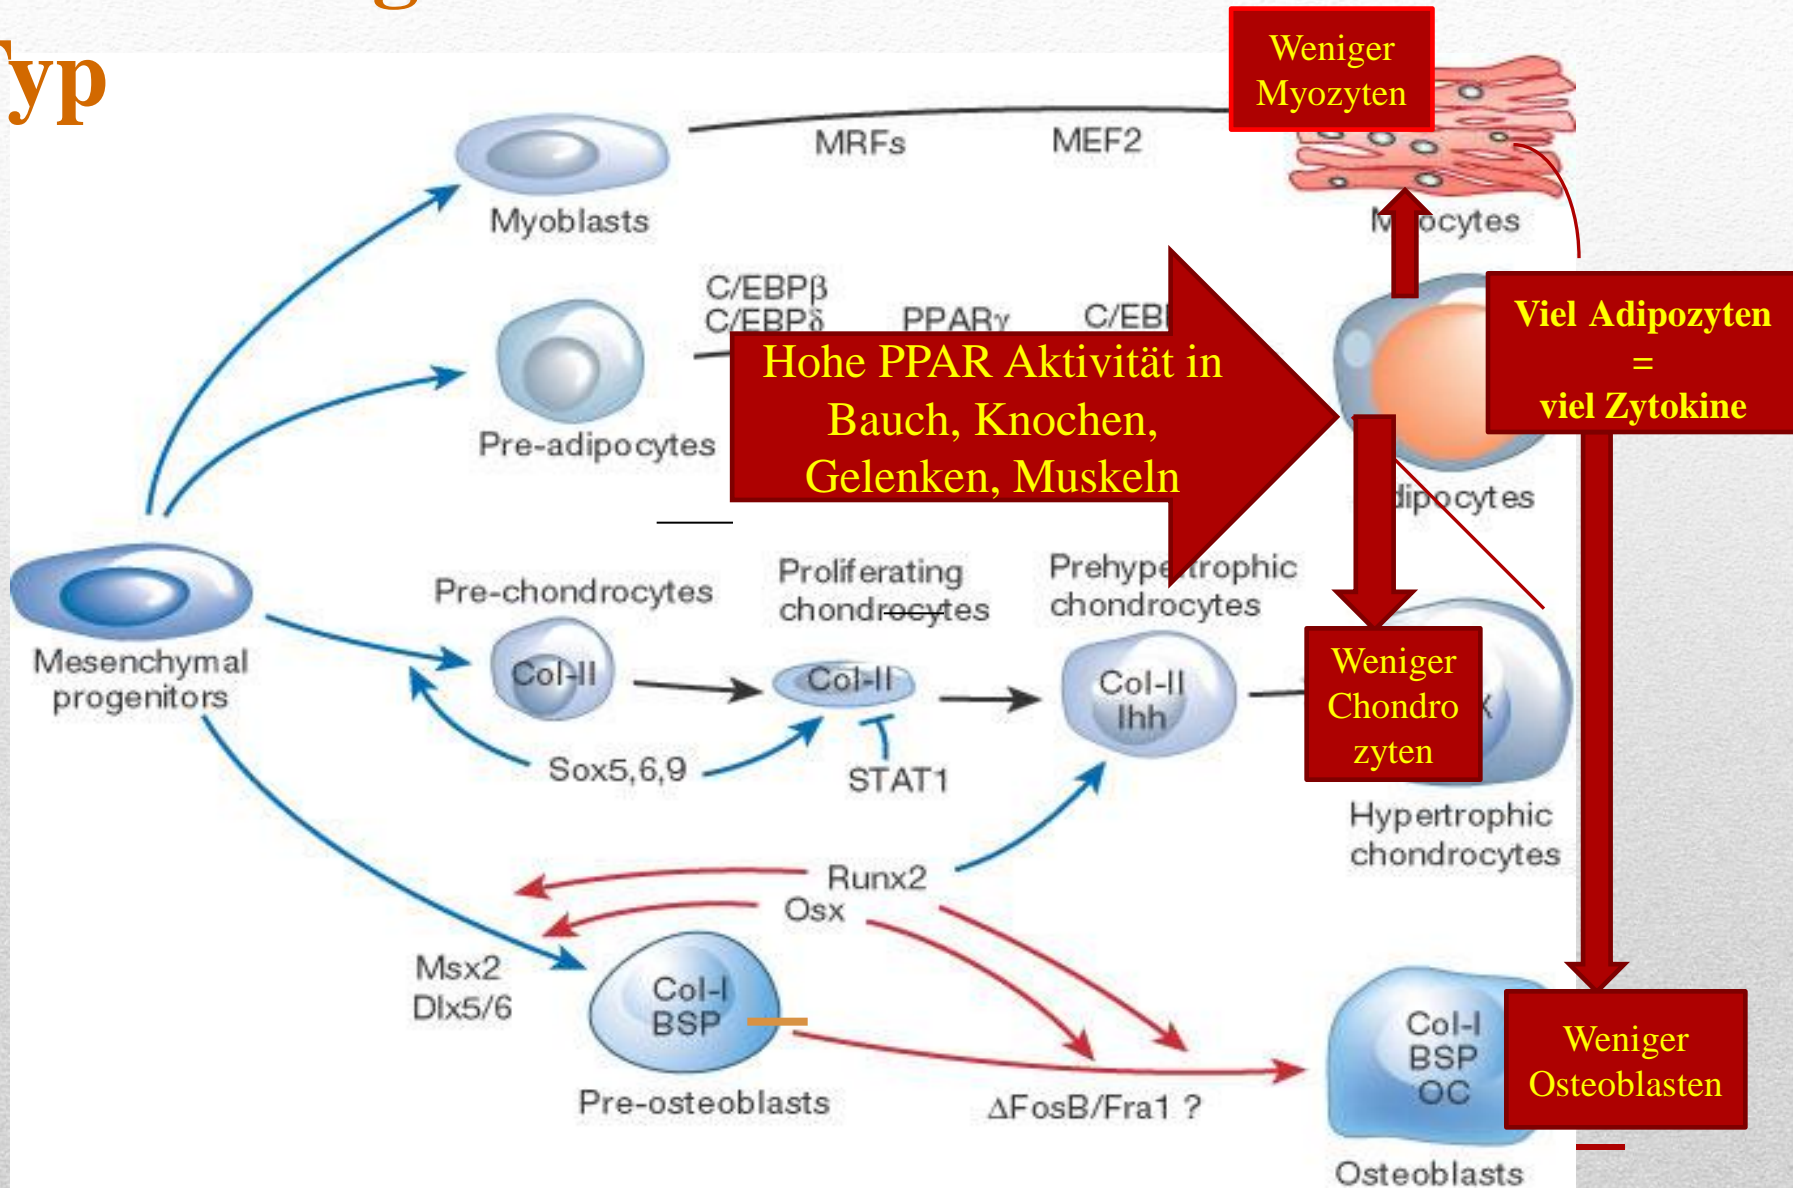 Typ
Weniger
Myozyten
MRFs
MEF2
Myoblasts
C/EBPβ
C/EBPδ
PPARγ
Viel Adipozyten
=
viel Zytokine
Hohe PPAR Aktivität in
Bauch, Knochen,
Gelenken, Muskeln
Pre-adipocytes
Pre-chondrocytes
Proliferating
chondrocytes
Prehypertrophic
chondrocytes
Mesenchymal
progenitors
Col-II
Col-II
Col-II
Ihh
Weniger
Chondro
zyten
Sox5,6,9
STAT1
Hypertrophic
chondrocytes
Runx2
Osx
Msx2
Dlx5/6
Col-I
BSP
Pre-osteoblasts
ΔFosB/Fra1 ?
Col-I
BSP
OC
Weniger
Osteoblasten
Osteoblasts